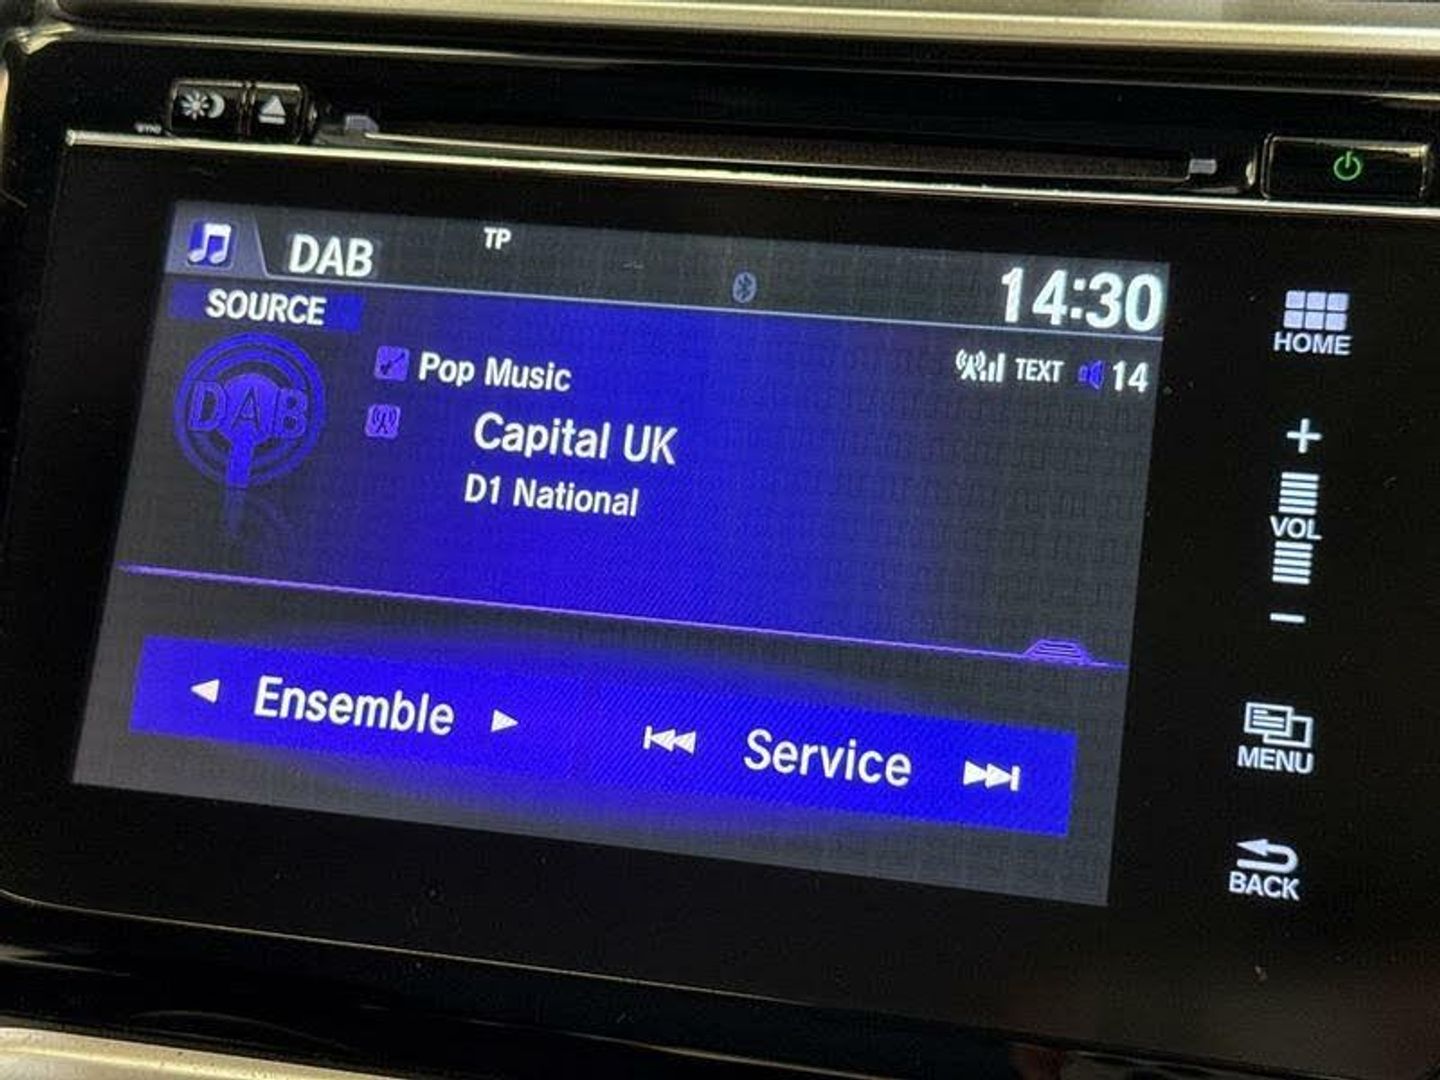 DAB
TP
14:30
SOURCE
DAB
Pop Music
TEXT
14
Capital UK
D1 National
Ensemble
Service
HOME
+
VOL
−
MENU
BACK